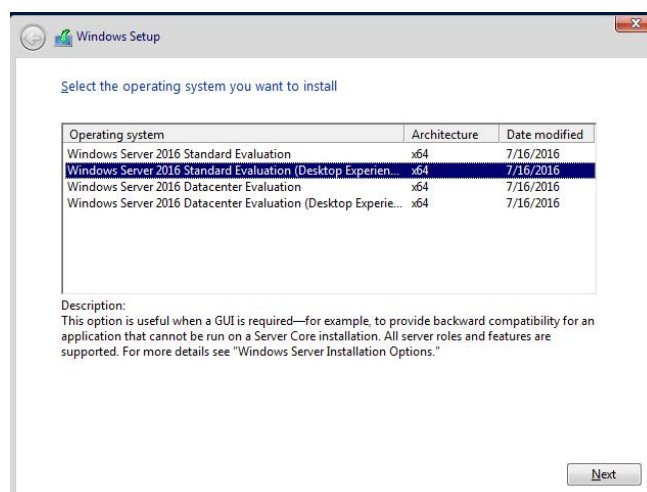 Windows Setup
Select the operating system you want to install
Operating system Architecture Date modified
Windows Server 2016 Standard Evaluation x64 7/16/2016
Windows Server 2016 Standard Evaluation (Desktop Experien... x64 7/16/2016
Windows Server 2016 Datacenter Evaluation x64 7/16/2016
Windows Server 2016 Datacenter Evaluation (Desktop Experie... x64 7/16/2016
Description:
This option is useful when a GUI is required—for example, to provide backward compatibility for an
application that cannot be run on a Server Core installation. All server roles and features are
supported. For more details see "Windows Server Installation Options."
Next